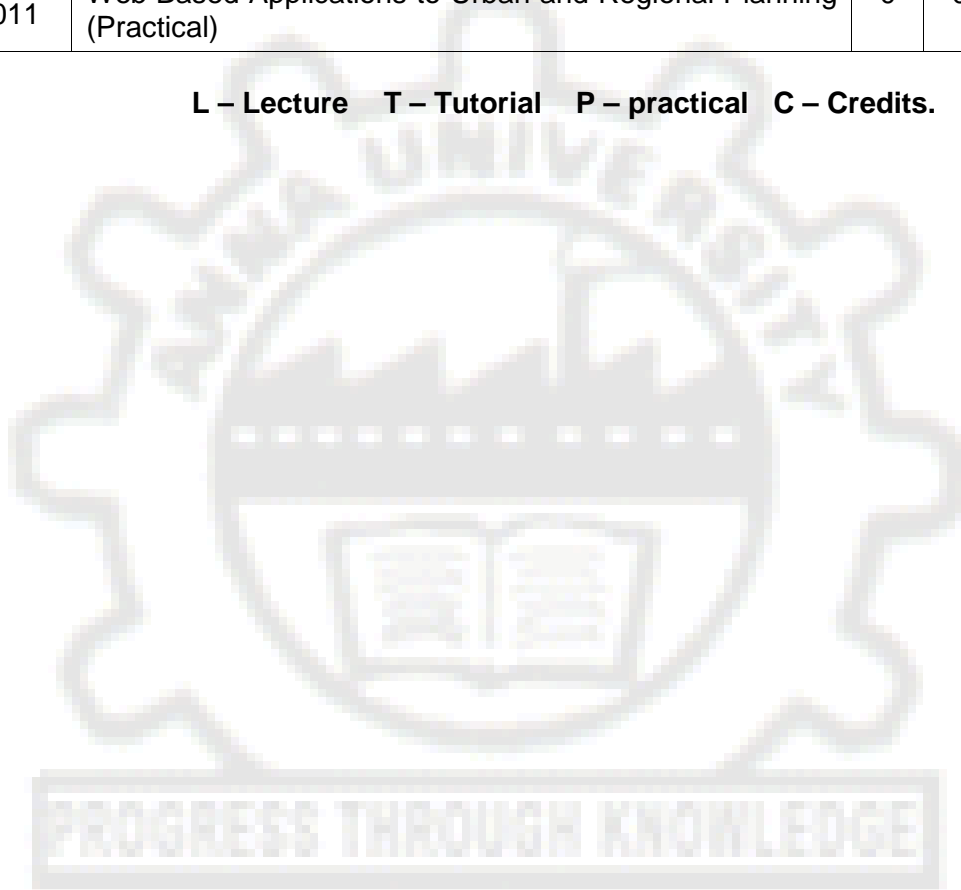 011
Web Based Applications to Urban and Regional Planning
(Practical)
L – Lecture T – Tutorial P – practical C – Credits.
ANNA UNIVERSITY
PROGRESS THROUGH KNOWLEDGE